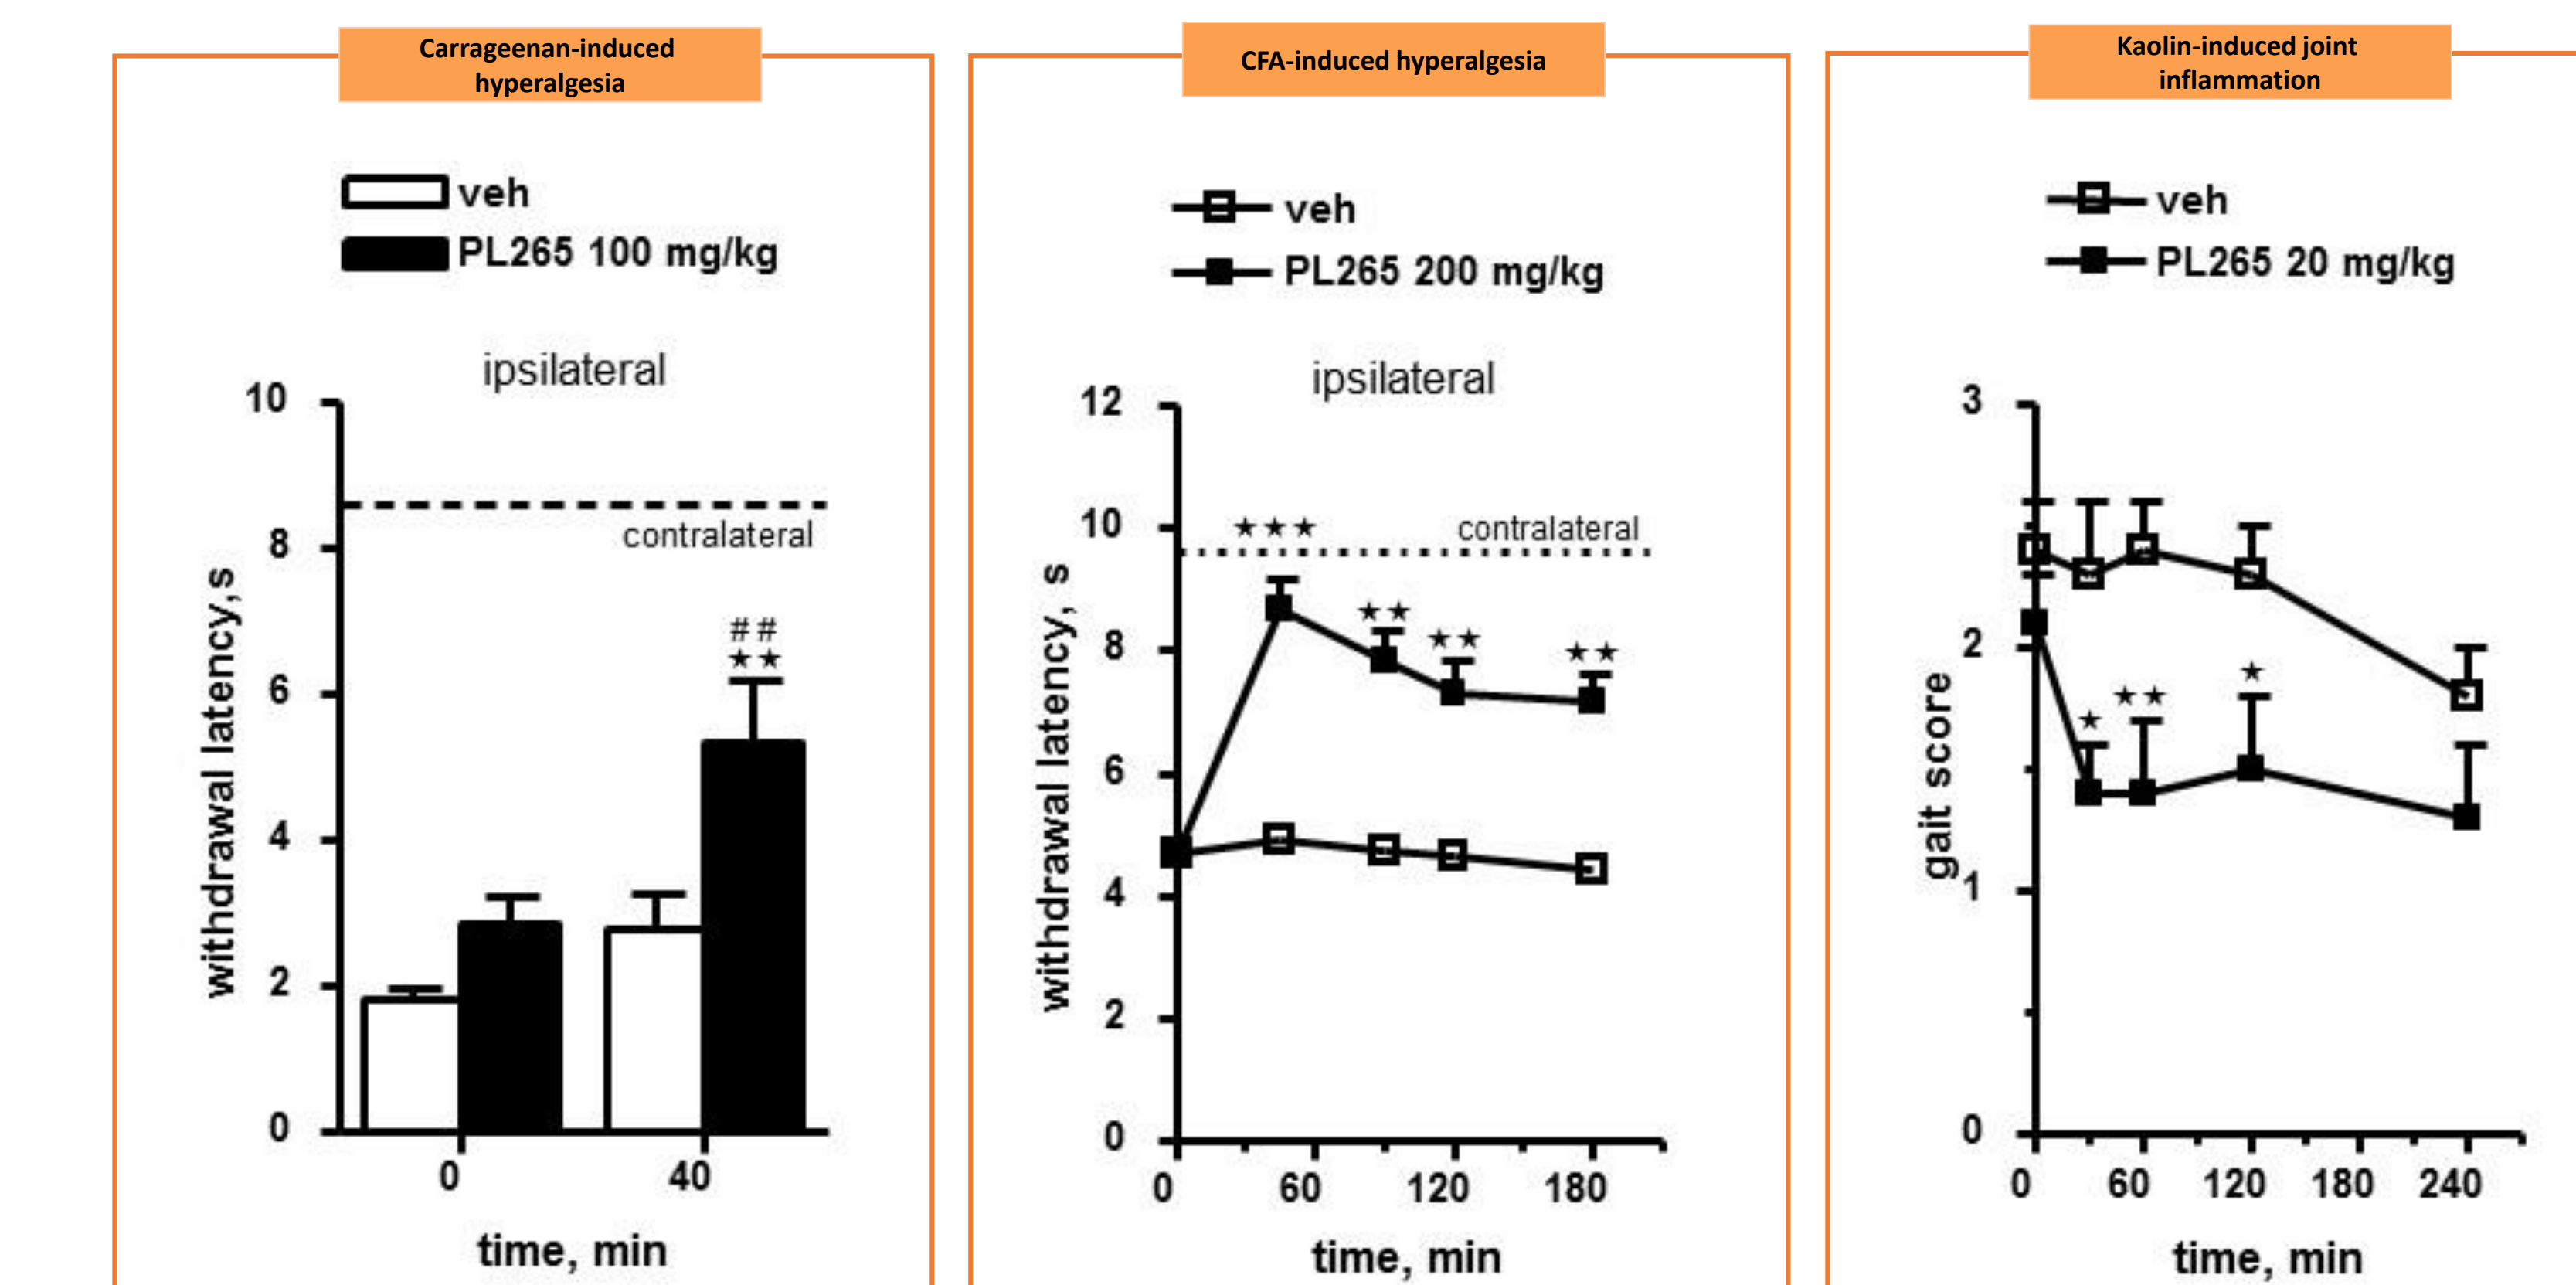 Carrageenan-induced
hyperalgesia
veh
PL265 100 mg/kg
ipsilateral
10
8
6
4
2
0
contralateral
##
★★
withdrawal latency,s
0
40
time, min
CFA-induced hyperalgesia
veh
PL265 200 mg/kg
ipsilateral
12
10
8
6
4
2
0
★★★
contralateral
★★
★★
★★
withdrawal latency, s
0
60
120
180
time, min
Kaolin-induced joint
inflammation
veh
PL265 20 mg/kg
3
2
1
0
★
★★
★
gait score
0
60
120
180
240
time, min